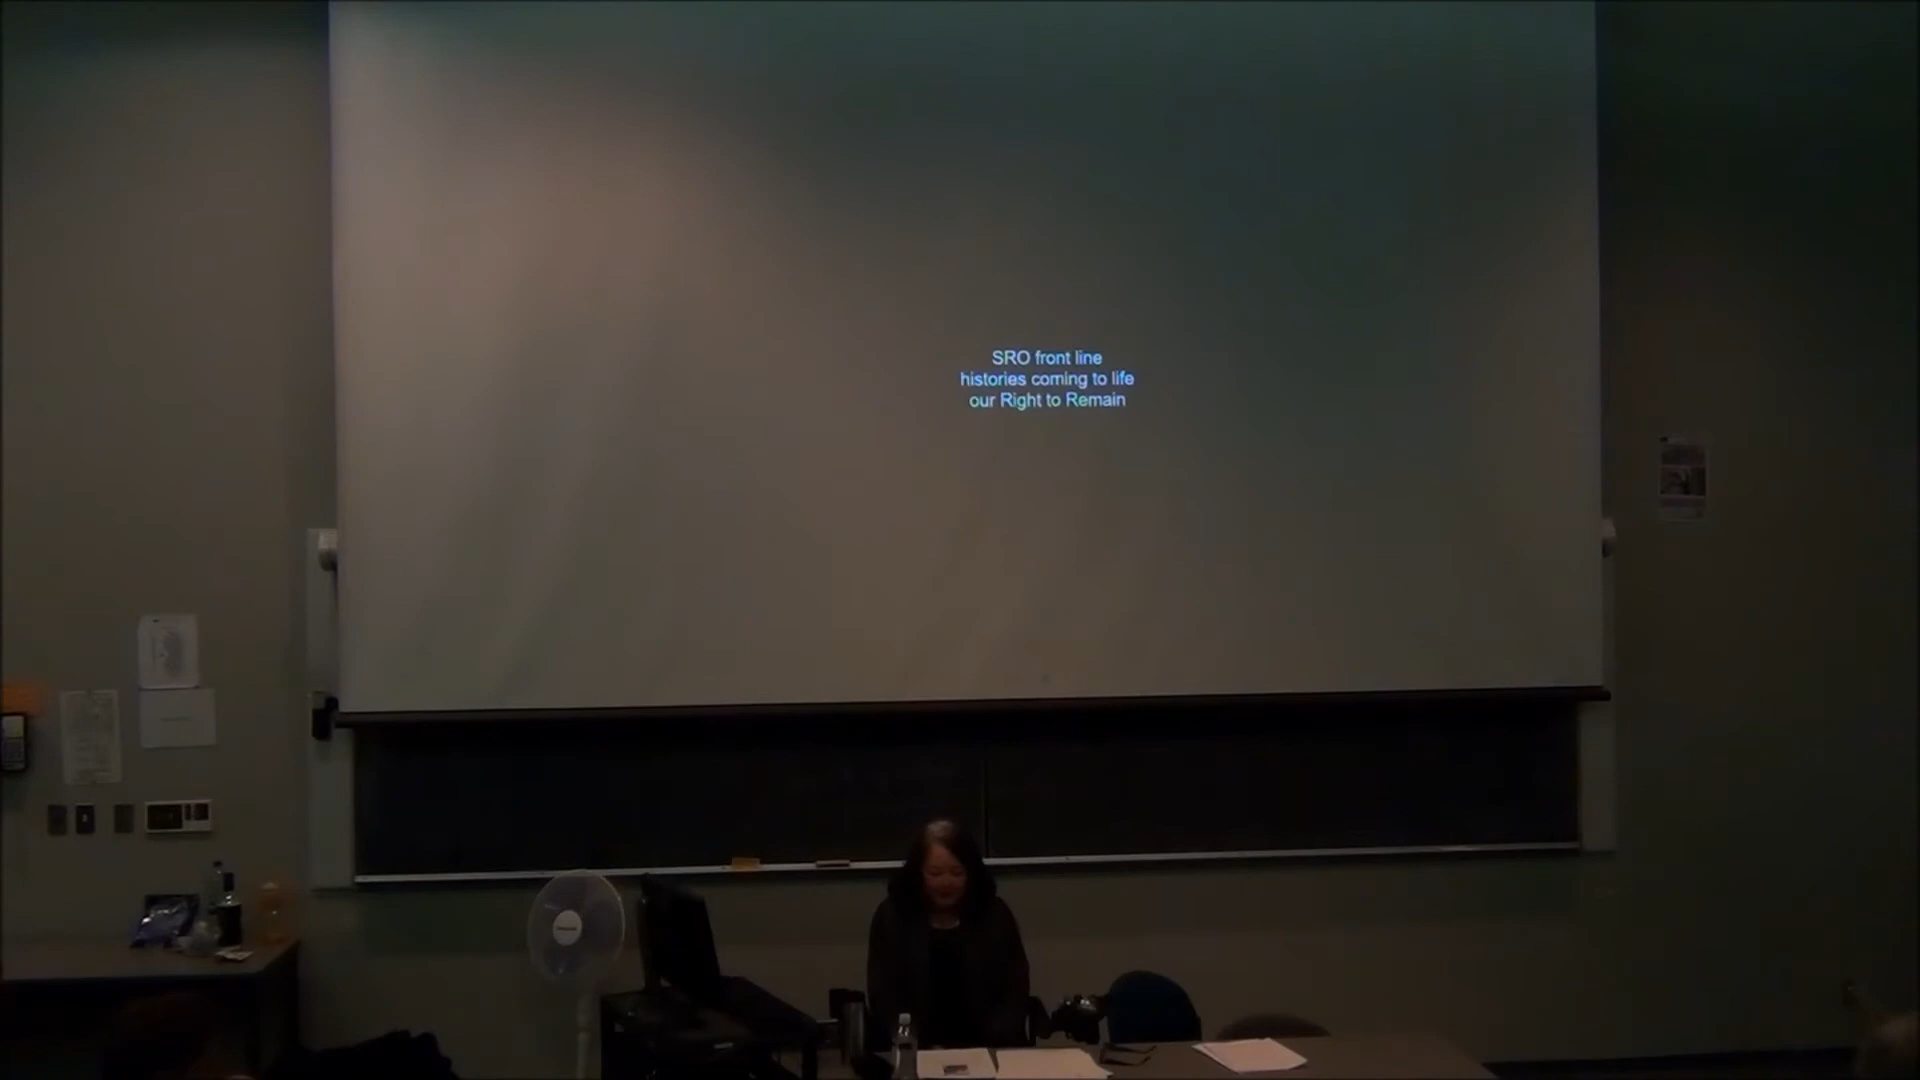 SRO front line
histories coming to life
our Right to Remain